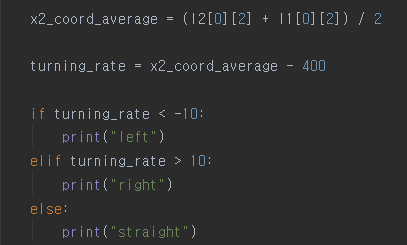 x2_coord_average = (l2[0][2] + l1[0][2]) / 2
turning_rate = x2_coord_average - 400
if turning_rate < -10:
print("left")
elif turning_rate > 10:
print("right")
else:
print("straight")